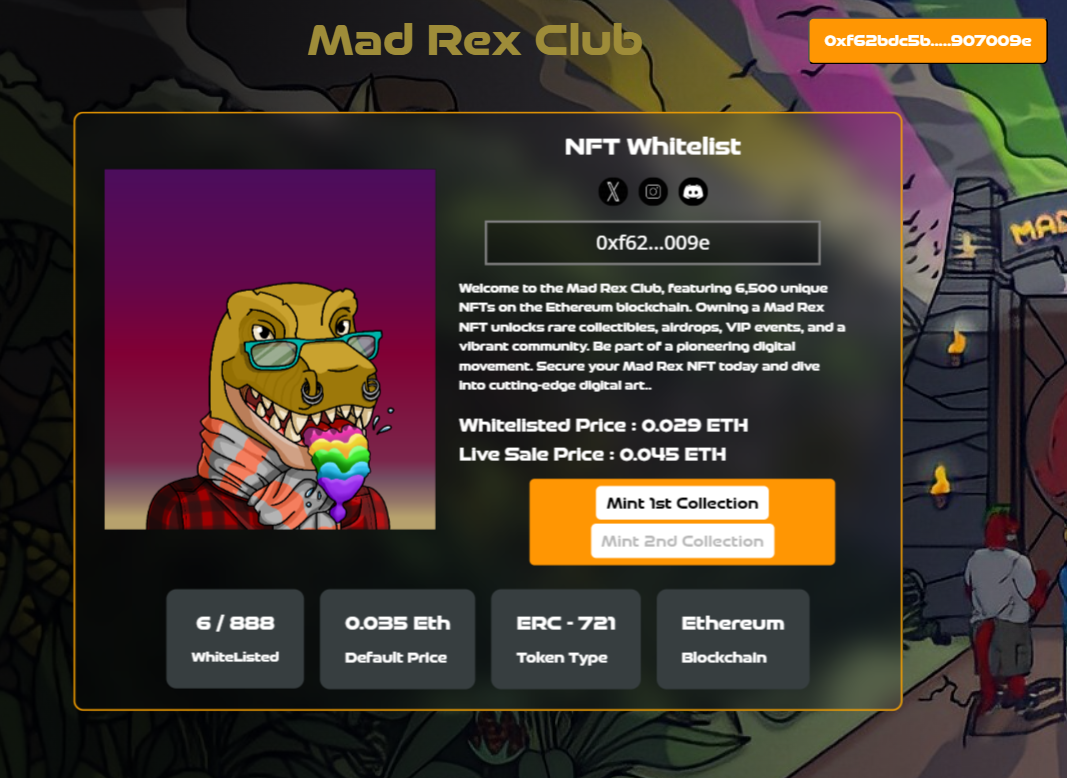 Mad Rex Club
0xf62bdc5b.....907009e
NFT Whitelist
0xf62...009e
Welcome to the Mad Rex Club, featuring 6,500 unique
NFTs on the Ethereum blockchain. Owning a Mad Rex
NFT unlocks rare collectibles, airdrops, VIP events, and a
vibrant community. Be part of a pioneering digital
movement. Secure your Mad Rex NFT today and dive
into cutting-edge digital art..
Whitelisted Price : 0.029 ETH
Live Sale Price : 0.045 ETH
Mint 1st Collection
Mint 2nd Collection
6 / 888
WhiteListed
0.035 Eth
Default Price
ERC - 721
Token Type
Ethereum
Blockchain
MAD